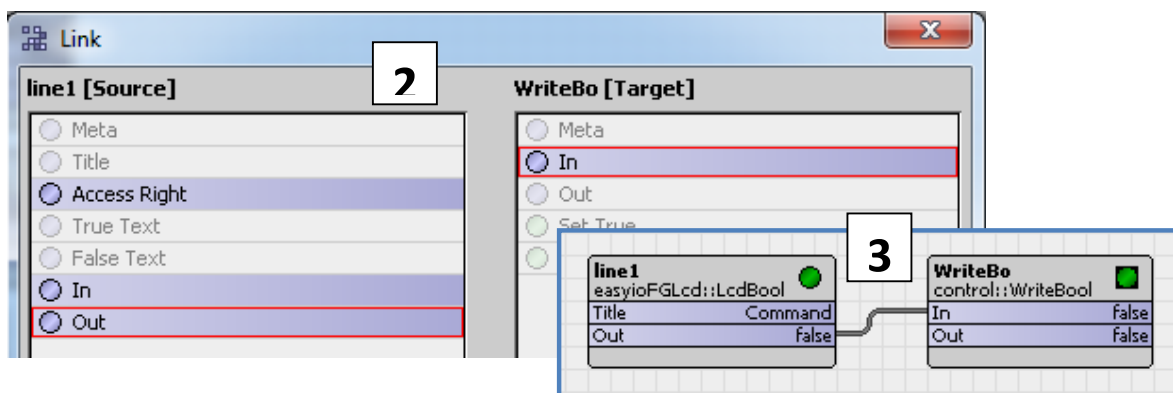 Link
x
2
line1 [Source]
Meta
Title
Access Right
True Text
False Text
In
Out
WriteBo [Target]
Meta
In
Out
Set True
3
line1
easyioFGLcd::LcdBool
Title Command
Out false
WriteBo
control::WriteBool
In false
Out false